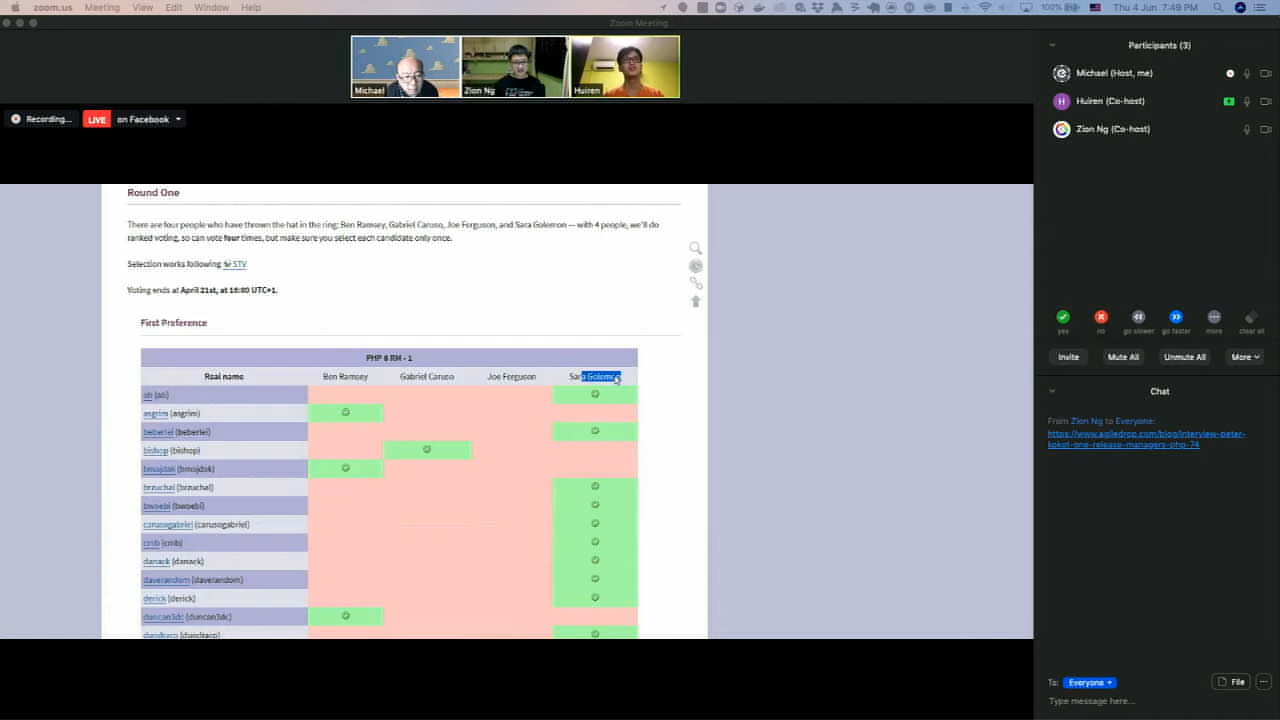 zoom.us Meeting View Edit Window Help
100% Thu 4 Jun 7:49 PM
Zoom Meeting
Michael
Zion Ng
Huiren
Recording...
LIVE on Facebook
Round One
There are four people who have thrown the hat in the ring: Ben Ramsey, Gabriel Caruso, Joe Ferguson, and Sara Golemon — with 4 people, we'll do
ranked voting, so can vote four times, but make sure you select each candidate only once.
Selection works following STV.
Voting ends at April 21st, at 16:00 UTC+1.
First Preference
PHP 8 RM - 1
Real name Ben Ramsey Gabriel Caruso Joe Ferguson Sara Golemon
ab (ab)
asgrim (asgrim)
beberlei (beberlei)
bishop (bishop)
bmajdak (bmajdak)
brzuchal (brzuchal)
bwoebi (bwoebi)
carusogabriel (carusogabriel)
cmb (cmb)
danack (danack)
daverandom (daverandom)
derick (derick)
duncan3dc (duncan3dc)
Participants (3)
Michael (Host, me)
Huiren (Co-host)
Zion Ng (Co-host)
yes no go slower go faster more clear all
Invite Mute All Unmute All More
Chat
From Zion Ng to Everyone:
https://www.agiledrop.com/blog/interview-peter-
kokot-one-release-managers-php-74
To: Everyone File
Type message here...